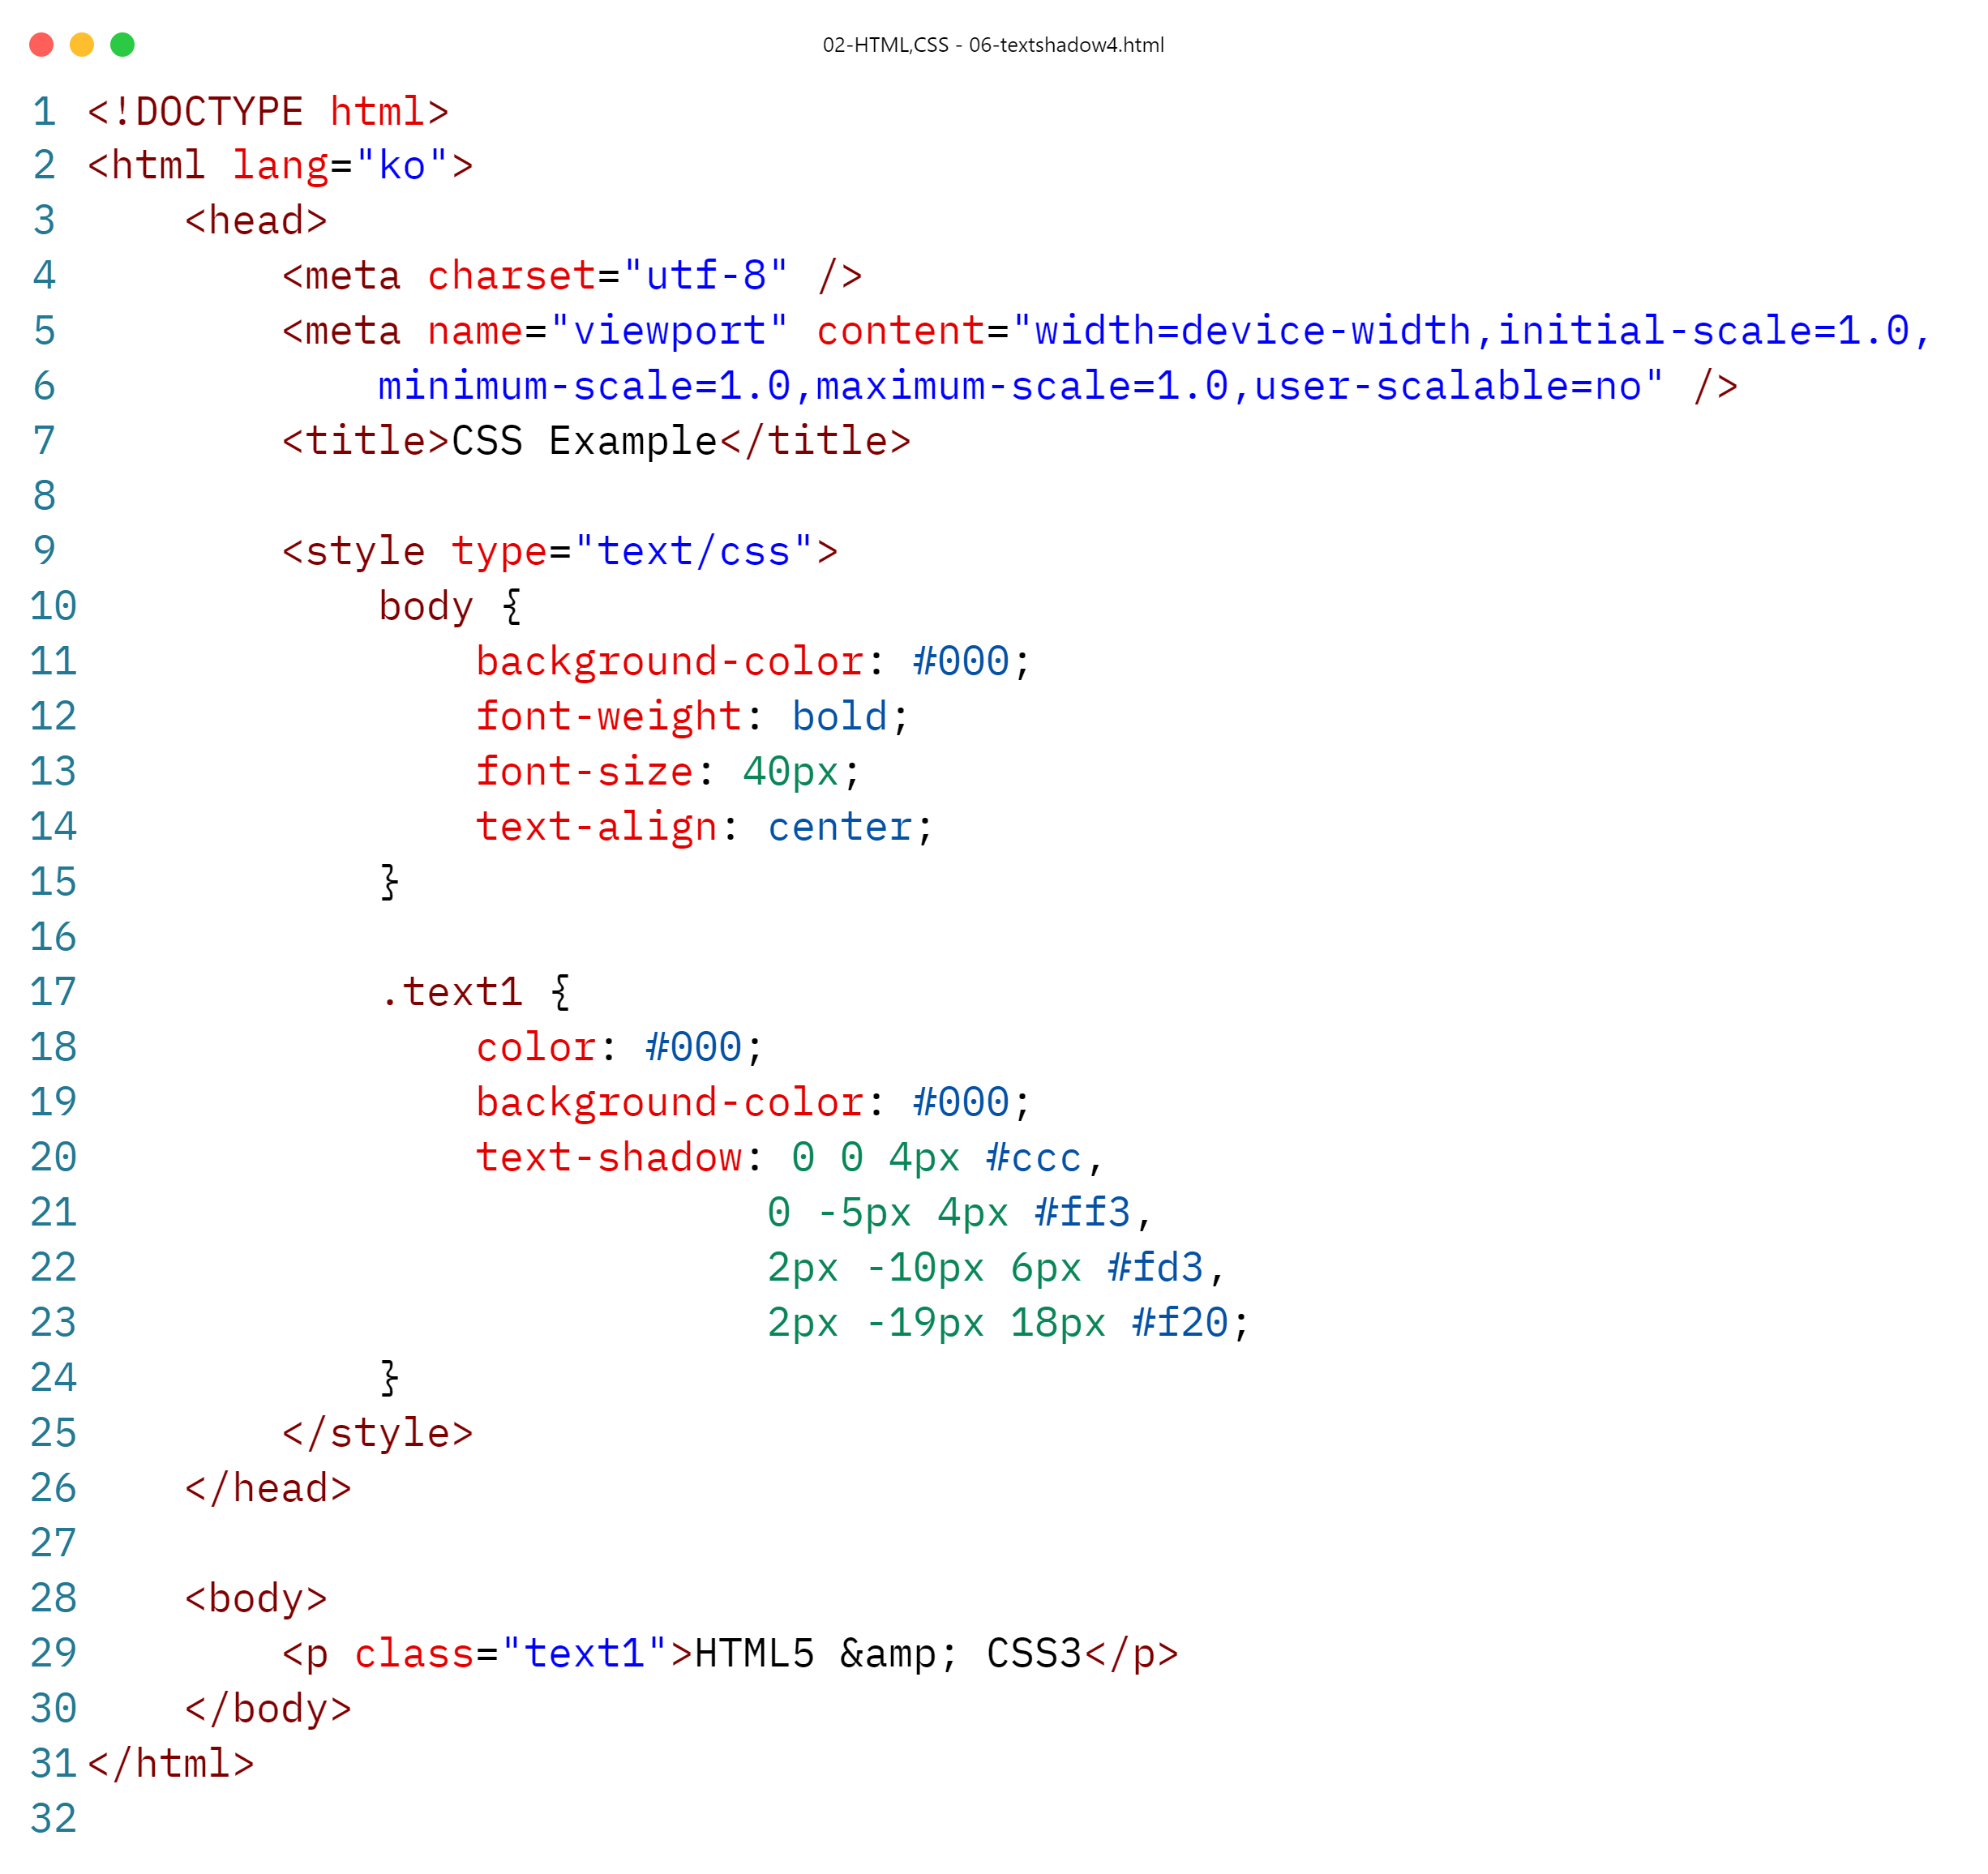 02-HTML,CSS - 06-textshadow4.html
1 <!DOCTYPE html>
2 <html lang="ko">
3     <head>
4         <meta charset="utf-8" />
5         <meta name="viewport" content="width=device-width,initial-scale=1.0,
6             minimum-scale=1.0,maximum-scale=1.0,user-scalable=no" />
7         <title>CSS Example</title>
8
9         <style type="text/css">
10             body {
11                 background-color: #000;
12                 font-weight: bold;
13                 font-size: 40px;
14                 text-align: center;
15             }
16
17             .text1 {
18                 color: #000;
19                 background-color: #000;
20                 text-shadow: 0 0 4px #ccc,
21                             0 -5px 4px #ff3,
22                             2px -10px 6px #fd3,
23                             2px -19px 18px #f20;
24             }
25         </style>
26     </head>
27
28     <body>
29         <p class="text1">HTML5 &amp; CSS3</p>
30     </body>
31 </html>
32